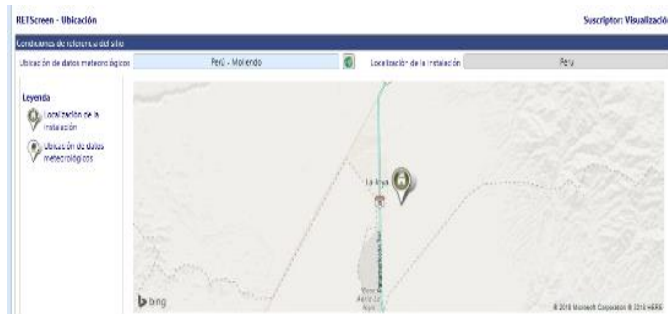 RETScreen - Ubicación
Suscriptor: Visualizació
Condiciones de referencia del sitio
Ubicación de datos meteorológicos
Perú - Mollendo
Localización de la instalación
Peru
Leyenda
Localización de la
instalación
Ubicación de datos
meteorológicos
La Joya
bing
© 2018 Microsoft Corporation © 2018 HERE